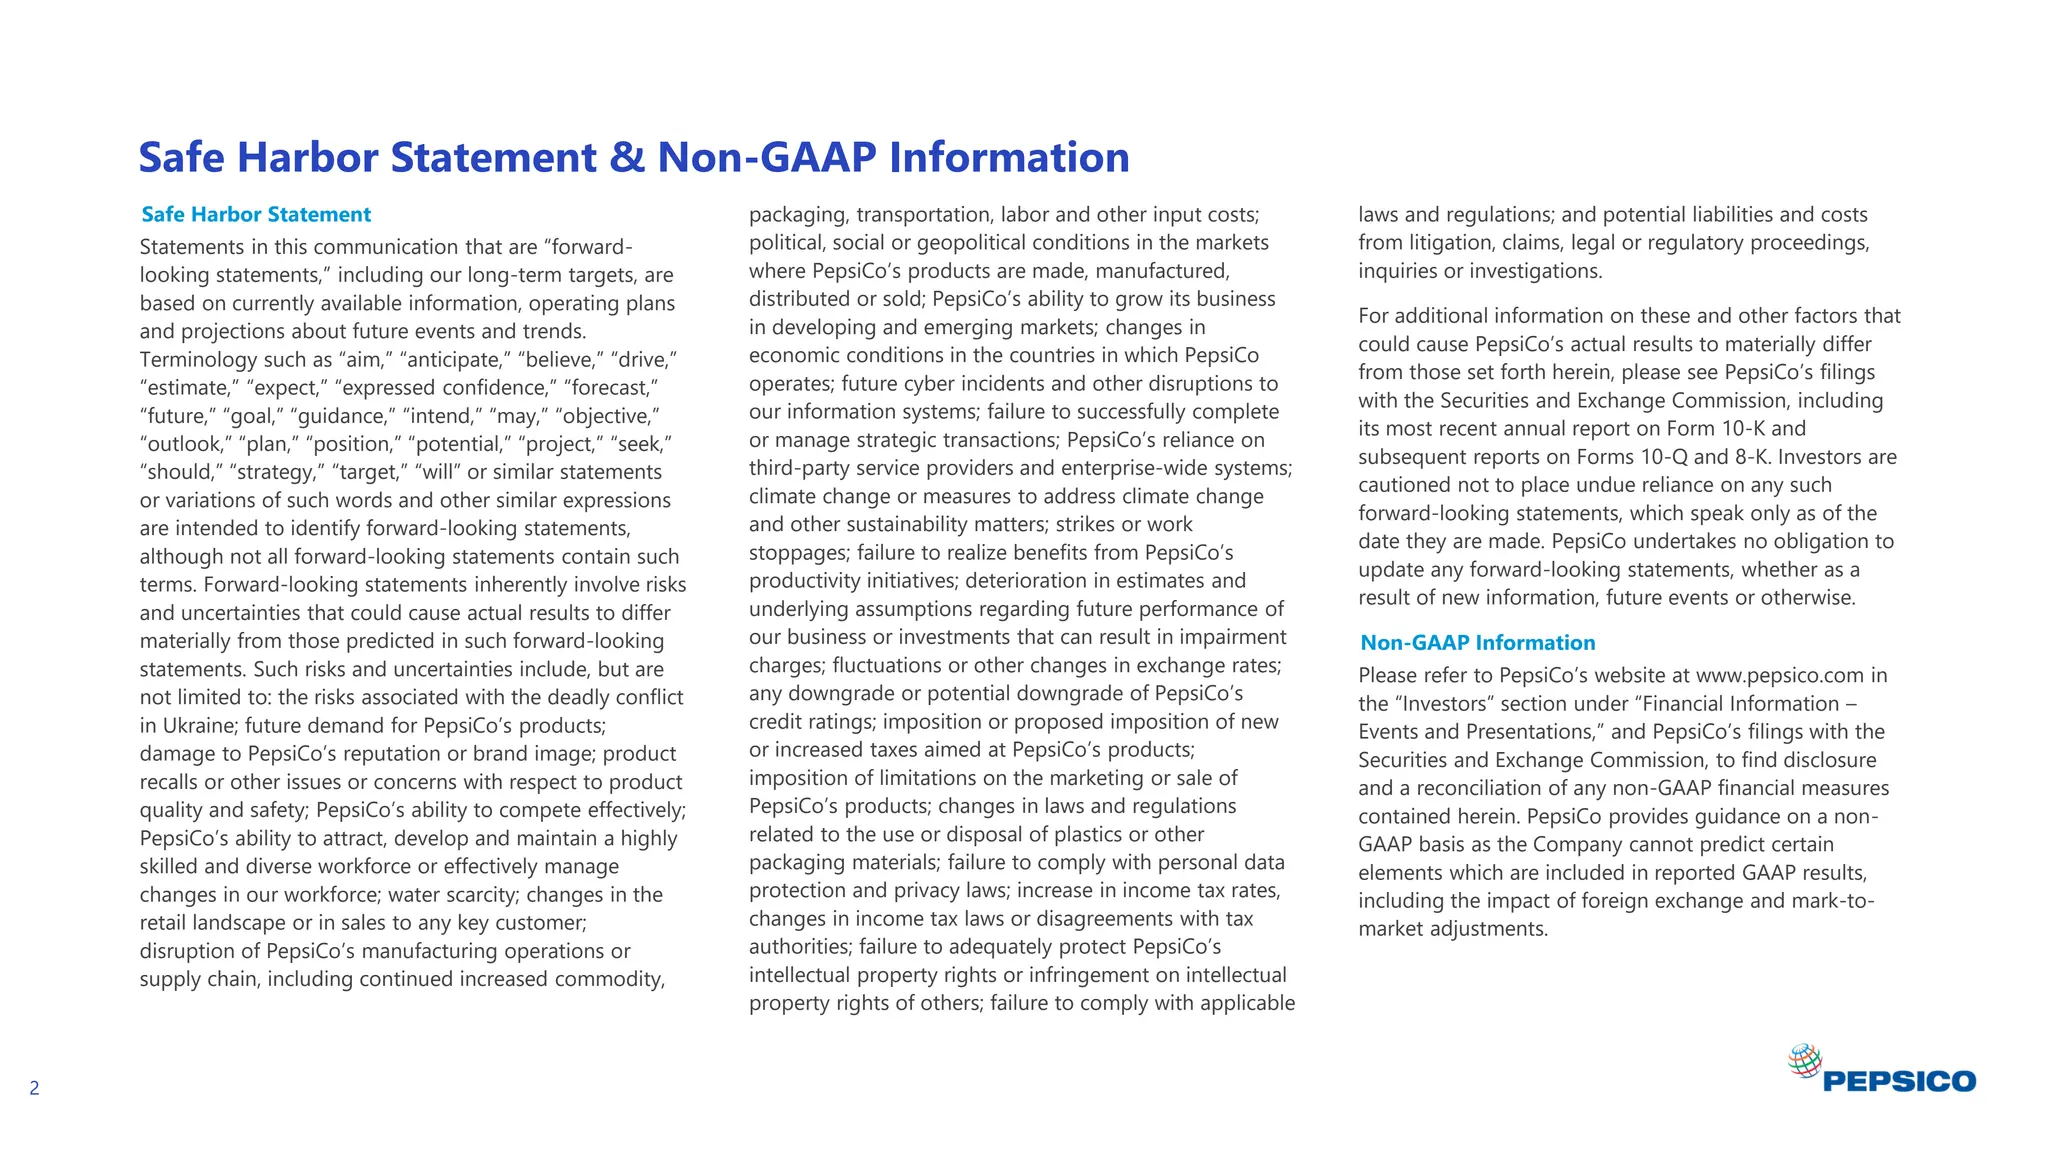 Safe Harbor Statement & Non-GAAP Information
Safe Harbor Statement
Statements in this communication that are “forward-
looking statements,” including our long-term targets, are
based on currently available information, operating plans
and projections about future events and trends.
Terminology such as “aim,” “anticipate,” “believe,” “drive,”
“estimate,” “expect,” “expressed confidence,” “forecast,”
“future,” “goal,” “guidance,” “intend,” “may,” “objective,”
“outlook,” “plan,” “position,” “potential,” “project,” “seek,”
“should,” “strategy,” “target,” “will” or similar statements
or variations of such words and other similar expressions
are intended to identify forward-looking statements,
although not all forward-looking statements contain such
terms. Forward-looking statements inherently involve risks
and uncertainties that could cause actual results to differ
materially from those predicted in such forward-looking
statements. Such risks and uncertainties include, but are
not limited to: the risks associated with the deadly conflict
in Ukraine; future demand for PepsiCo’s products;
damage to PepsiCo’s reputation or brand image; product
recalls or other issues or concerns with respect to product
quality and safety; PepsiCo’s ability to compete effectively;
PepsiCo’s ability to attract, develop and maintain a highly
skilled and diverse workforce or effectively manage
changes in our workforce; water scarcity; changes in the
retail landscape or in sales to any key customer;
disruption of PepsiCo’s manufacturing operations or
supply chain, including continued increased commodity,
packaging, transportation, labor and other input costs;
political, social or geopolitical conditions in the markets
where PepsiCo’s products are made, manufactured,
distributed or sold; PepsiCo’s ability to grow its business
in developing and emerging markets; changes in
economic conditions in the countries in which PepsiCo
operates; future cyber incidents and other disruptions to
our information systems; failure to successfully complete
or manage strategic transactions; PepsiCo’s reliance on
third-party service providers and enterprise-wide systems;
climate change or measures to address climate change
and other sustainability matters; strikes or work
stoppages; failure to realize benefits from PepsiCo’s
productivity initiatives; deterioration in estimates and
underlying assumptions regarding future performance of
our business or investments that can result in impairment
charges; fluctuations or other changes in exchange rates;
any downgrade or potential downgrade of PepsiCo’s
credit ratings; imposition or proposed imposition of new
or increased taxes aimed at PepsiCo’s products;
imposition of limitations on the marketing or sale of
PepsiCo’s products; changes in laws and regulations
related to the use or disposal of plastics or other
packaging materials; failure to comply with personal data
protection and privacy laws; increase in income tax rates,
changes in income tax laws or disagreements with tax
authorities; failure to adequately protect PepsiCo’s
intellectual property rights or infringement on intellectual
property rights of others; failure to comply with applicable
laws and regulations; and potential liabilities and costs
from litigation, claims, legal or regulatory proceedings,
inquiries or investigations.
For additional information on these and other factors that
could cause PepsiCo’s actual results to materially differ
from those set forth herein, please see PepsiCo’s filings
with the Securities and Exchange Commission, including
its most recent annual report on Form 10-K and
subsequent reports on Forms 10-Q and 8-K. Investors are
cautioned not to place undue reliance on any such
forward-looking statements, which speak only as of the
date they are made. PepsiCo undertakes no obligation to
update any forward-looking statements, whether as a
result of new information, future events or otherwise.
Non-GAAP Information
Please refer to PepsiCo’s website at www.pepsico.com in
the “Investors” section under “Financial Information –
Events and Presentations,” and PepsiCo’s filings with the
Securities and Exchange Commission, to find disclosure
and a reconciliation of any non-GAAP financial measures
contained herein. PepsiCo provides guidance on a non-
GAAP basis as the Company cannot predict certain
elements which are included in reported GAAP results,
including the impact of foreign exchange and mark-to-
market adjustments.
2
PEPSICO